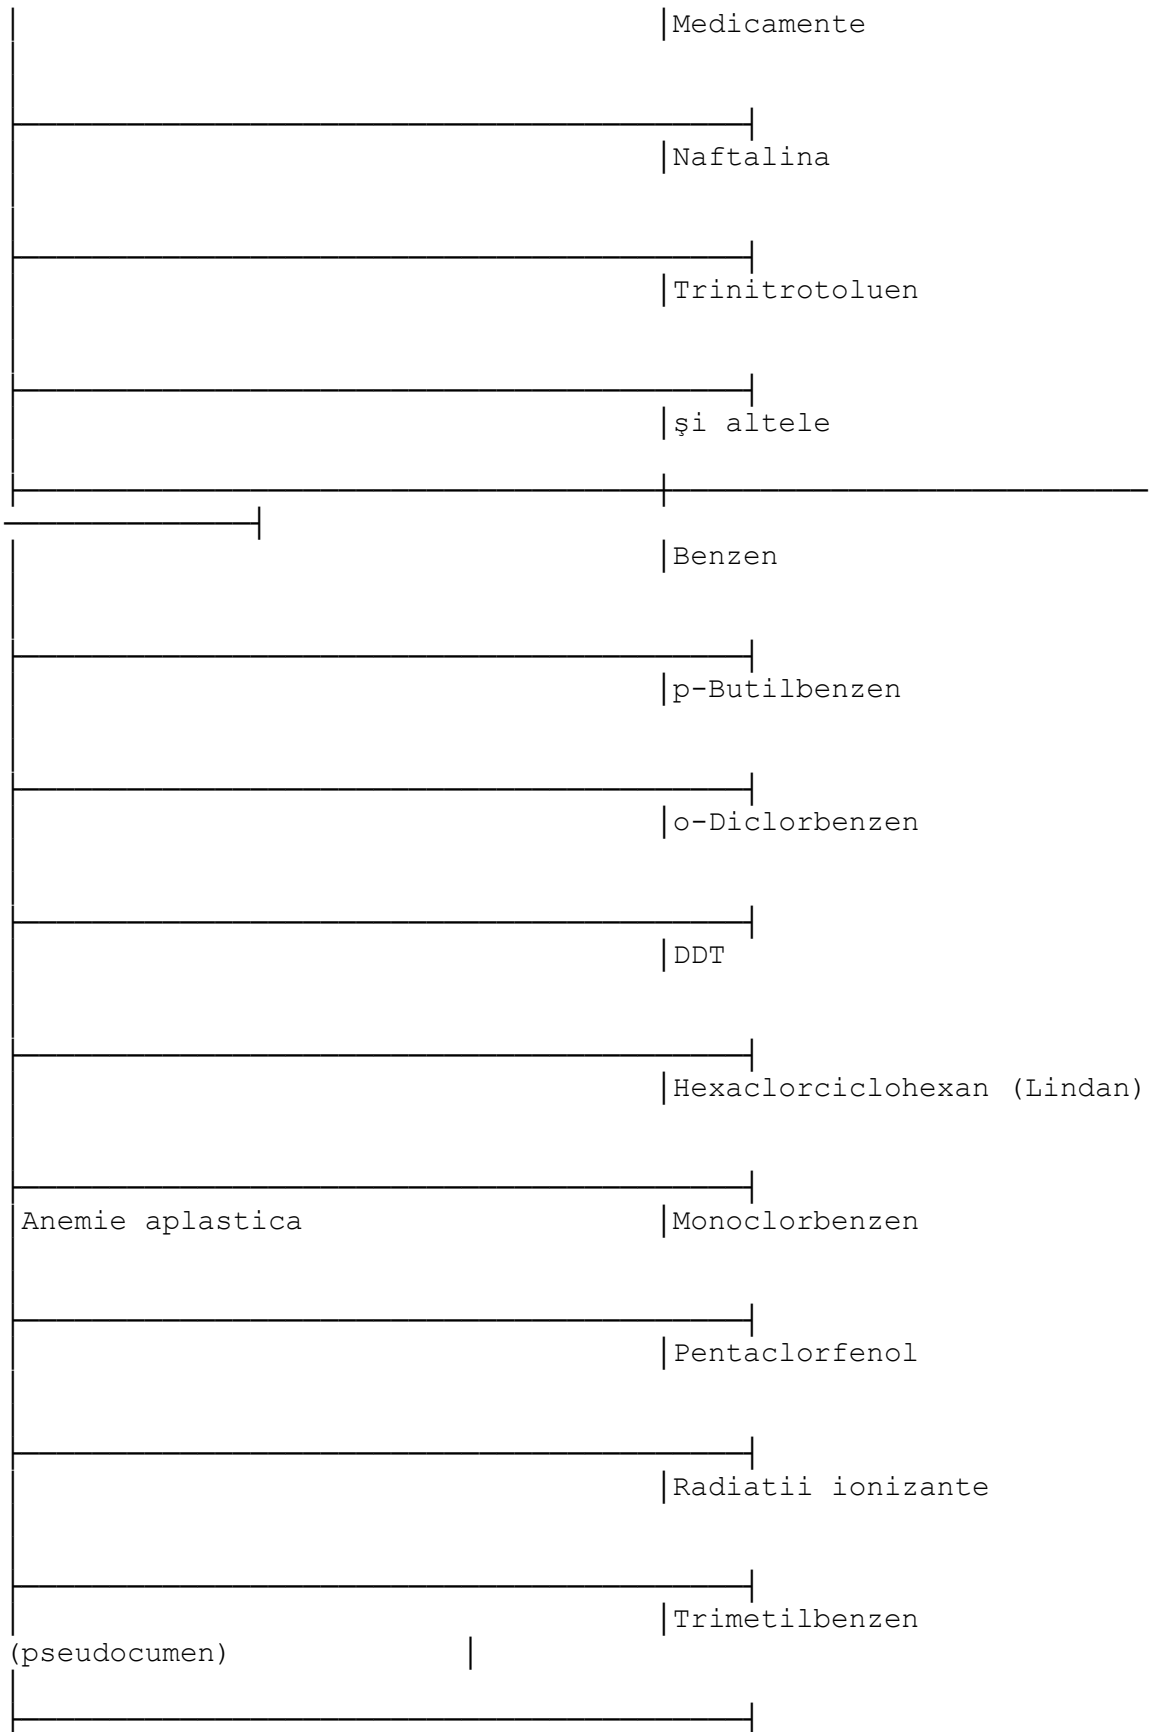 Medicamente
Naftalina
Trinitrotoluen
şi altele
Benzen
p-Butilbenzen
o-Diclorbenzen
DDT
Hexaclorciclohexan (Lindan)
Anemie aplastica Monoclorbenzen
Pentaclorfenol
Radiatii ionizante
Trimetilbenzen
(pseudocumen)